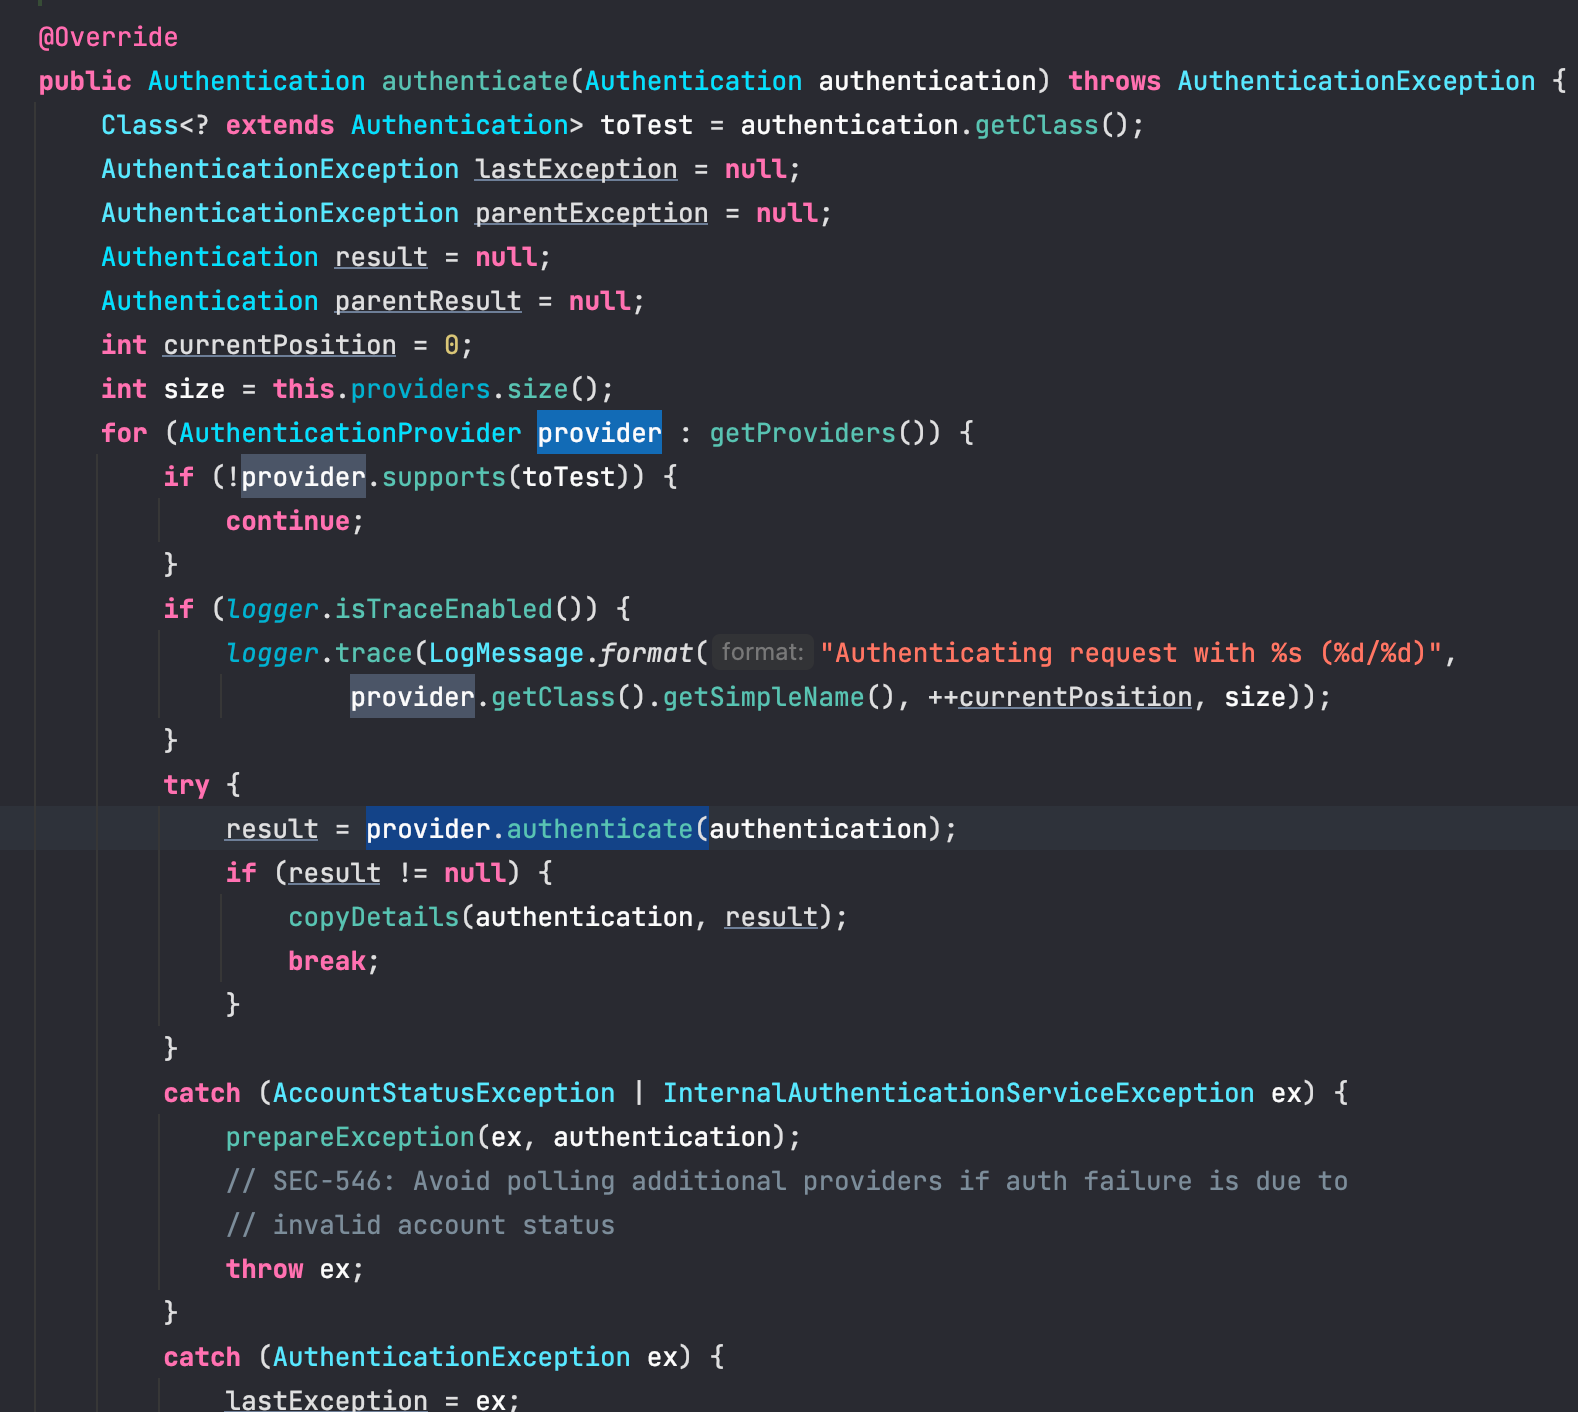 @Override
public Authentication authenticate(Authentication authentication) throws AuthenticationException {
Class<? extends Authentication> toTest = authentication.getClass();
AuthenticationException lastException = null;
AuthenticationException parentException = null;
Authentication result = null;
Authentication parentResult = null;
int currentPosition = 0;
int size = this.providers.size();
for (AuthenticationProvider provider : getProviders()) {
if (!provider.supports(toTest)) {
continue;
}
if (logger.isTraceEnabled()) {
logger.trace(LogMessage.format( format: "Authenticating request with %s (%d/%d)",
provider.getClass().getSimpleName(), ++currentPosition, size));
}
try {
result = provider.authenticate(authentication);
if (result != null) {
copyDetails(authentication, result);
break;
}
}
catch (AccountStatusException | InternalAuthenticationServiceException ex) {
prepareException(ex, authentication);
// SEC-546: Avoid polling additional providers if auth failure is due to
// invalid account status
throw ex;
}
catch (AuthenticationException ex) {
lastException = ex;